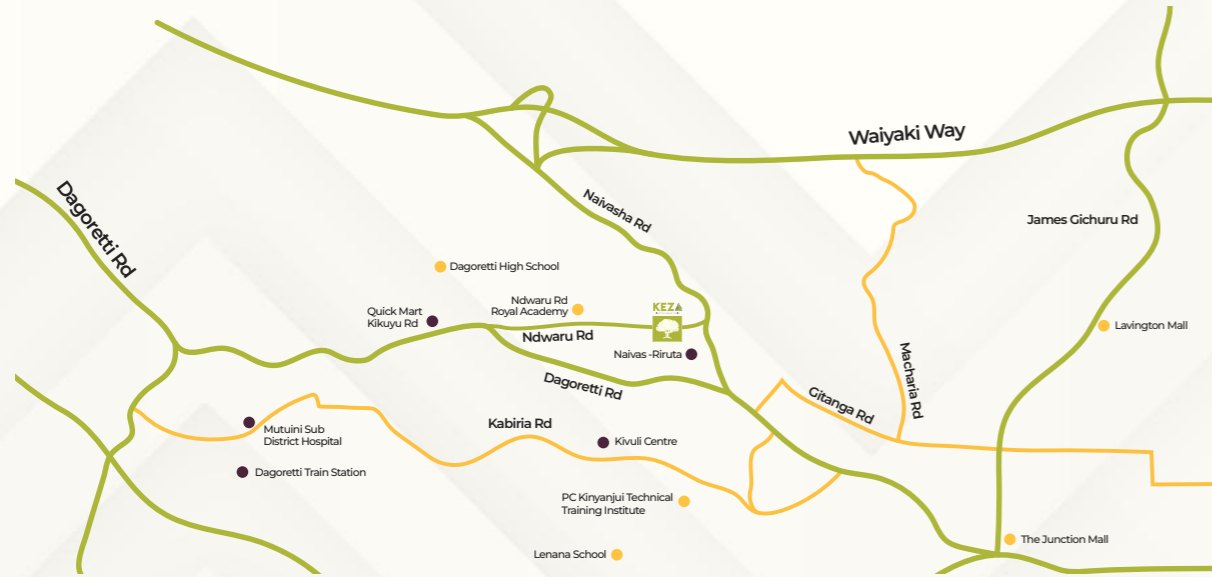 Waiyaki Way
Dagoretti Rd
Naivasha Rd
James Gichuru Rd
Dagoretti High School
Ndwaru Rd
Royal Academy
KEZA
Quick Mart
Kikuyu Rd
Ndwaru Rd
Naivas -Riruta
Lavington Mall
Macharia Rd
Dagoretti Rd
Gitanga Rd
Kabiria Rd
Mutuini Sub
District Hospital
Kivuli Centre
Dagoretti Train Station
PC Kinyanjui Technical
Training Institute
Lenana School
The Junction Mall